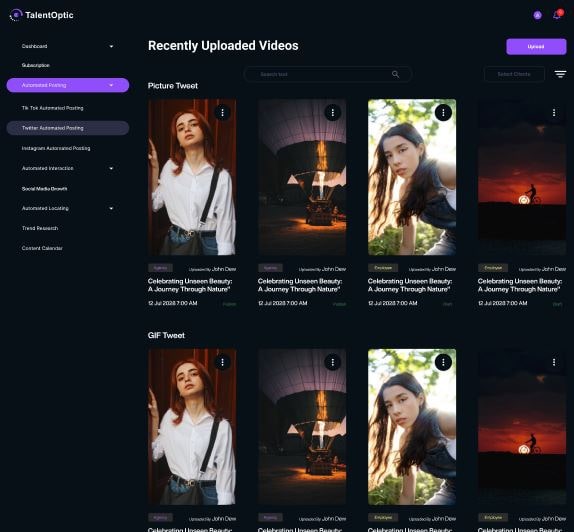 TalentOptic
A
Dashboard
Subscription
Automated Posting
Tik Tok Automated Posting
Twitter Automated Posting
Instagram Automated Posting
Automated Interaction
Social Media Growth
Automated Locating
Trend Research
Content Calendar
Recently Uploaded Videos
Upload
Search text
Select Clients
Picture Tweet
Agency Uploaded By John Dew
Celebrating Unseen Beauty:
A Journey Through Nature"
12 Jul 2028 7:00 AM Publish
Agency Uploaded By John Dew
Celebrating Unseen Beauty:
A Journey Through Nature"
12 Jul 2028 7:00 AM Publish
Employee Uploaded By John Dew
Celebrating Unseen Beauty:
A Journey Through Nature"
12 Jul 2028 7:00 AM Draft
Employee Uploaded By John Dew
Celebrating Unseen Beauty:
A Journey Through Nature"
12 Jul 2028 7:00 AM Draft
GIF Tweet
Agency Uploaded By John Dew
Celebrating Unseen Beauty:
Agency Uploaded By John Dew
Celebrating Unseen Beauty:
Employee Uploaded By John Dew
Celebrating Unseen Beauty:
Employee Uploaded By John Dew
Celebrating Unseen Beauty: